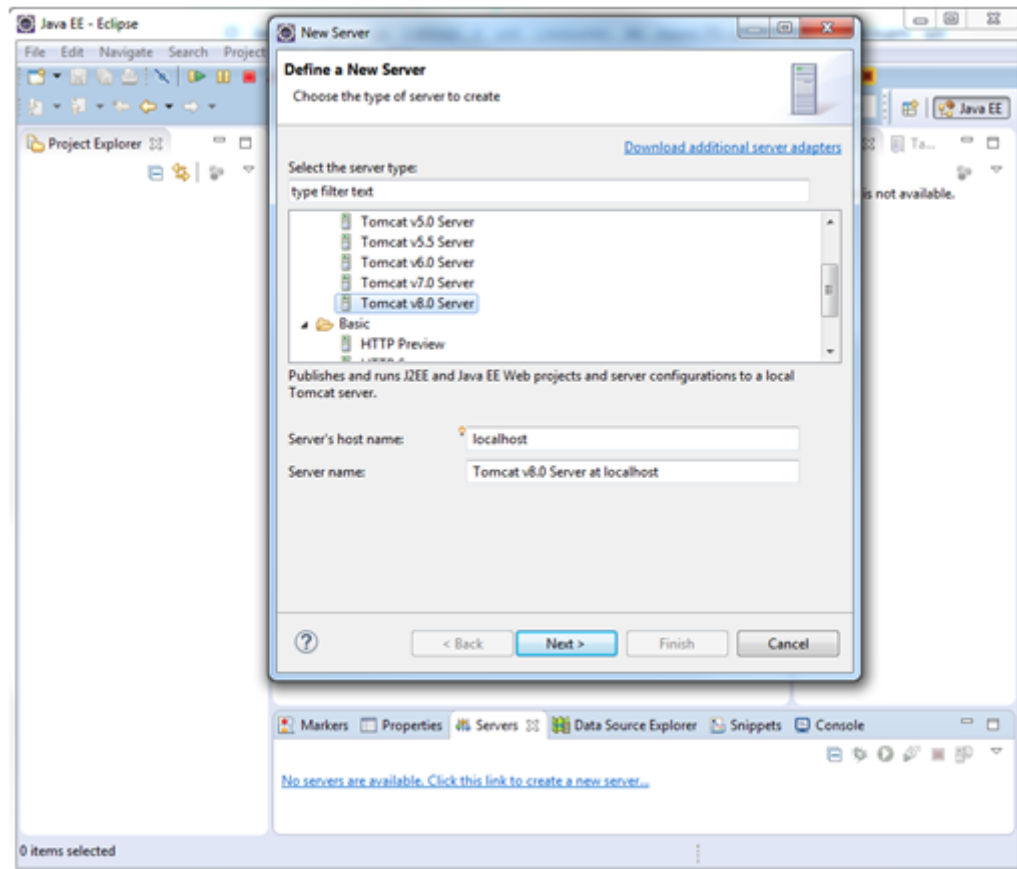 Java EE - Eclipse
File Edit Navigate Search Project
Java EE
Project Explorer
Ta...
is not available.
New Server
Define a New Server
Choose the type of server to create
Download additional server adapters
Select the server type:
type filter text
Tomcat v5.0 Server
Tomcat v5.5 Server
Tomcat v6.0 Server
Tomcat v7.0 Server
Tomcat v8.0 Server
Basic
HTTP Preview
Publishes and runs J2EE and Java EE Web projects and server configurations to a local
Tomcat server.
Server's host name:
localhost
Server name:
Tomcat v8.0 Server at localhost
?
< Back Next > Finish Cancel
Markers Properties Servers Data Source Explorer Snippets Console
No servers are available. Click this link to create a new server...
0 items selected